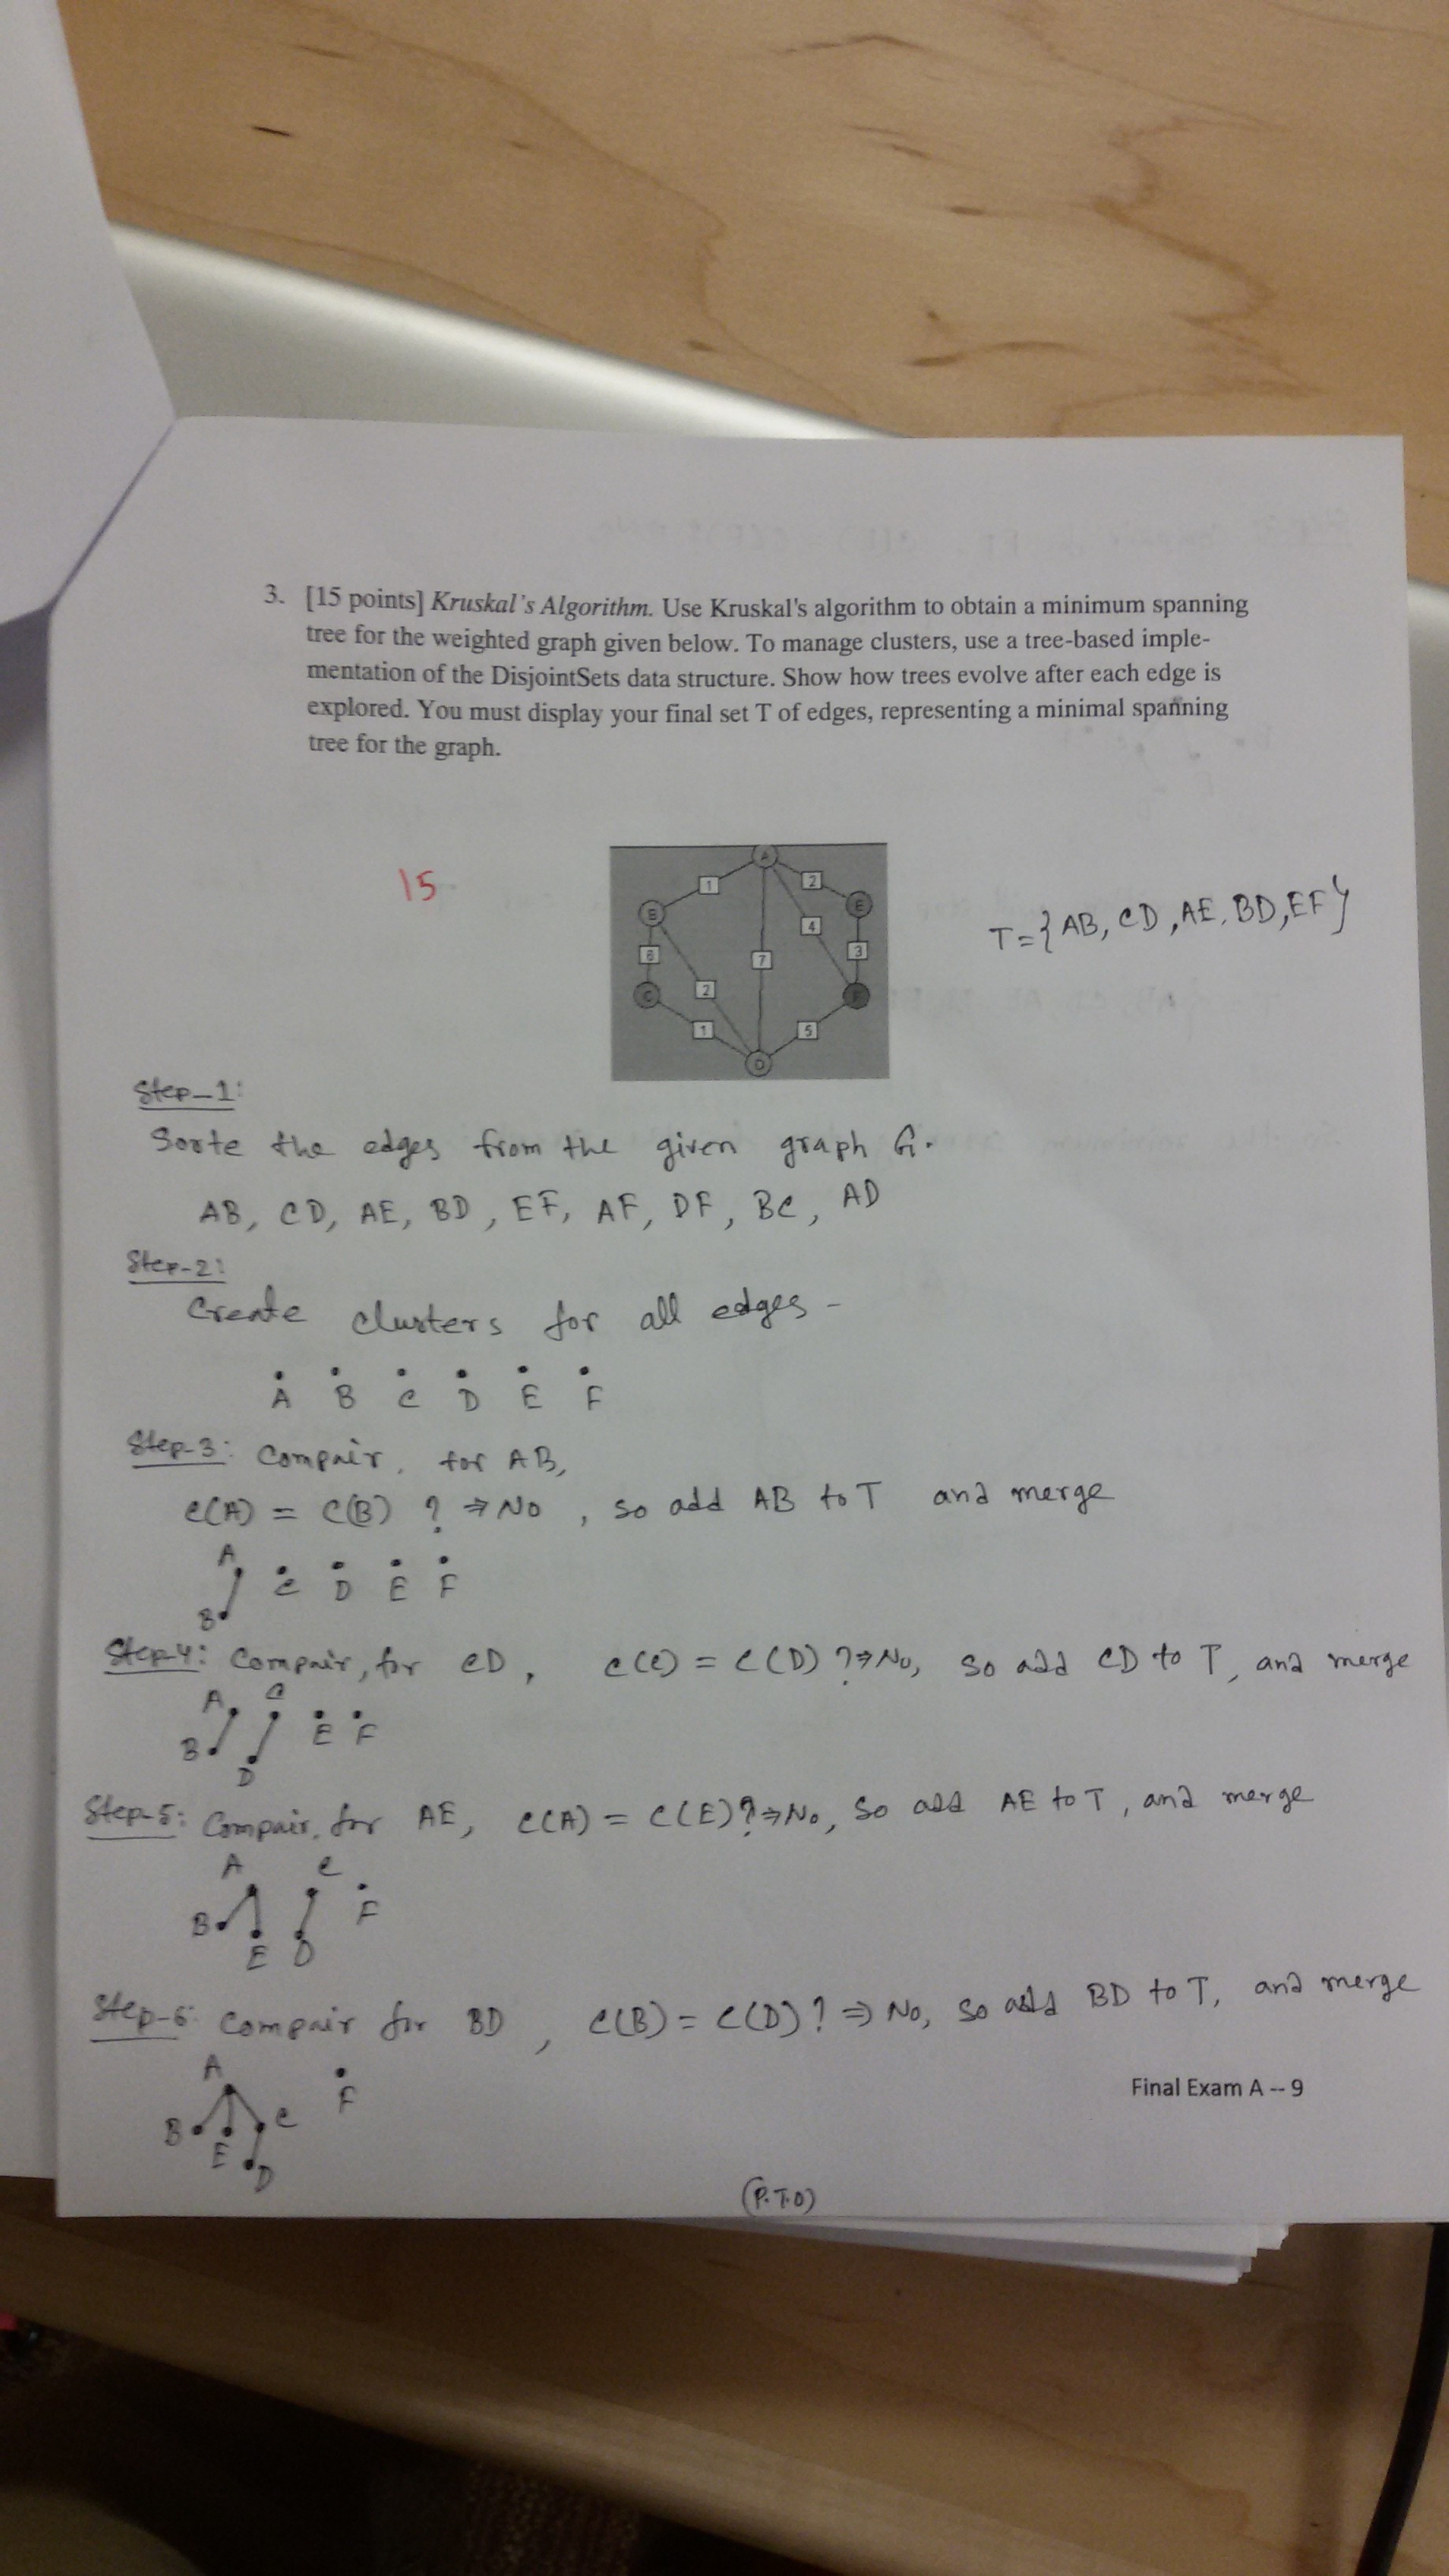 3. [15 points] Kruskal's Algorithm. Use Kruskal's algorithm to obtain a minimum spanning
tree for the weighted graph given below. To manage clusters, use a tree-based imple-
mentation of the DisjointSets data structure. Show how trees evolve after each edge is
explored. You must display your final set T of edges, representing a minimal spanning
tree for the graph.
15
A
1
2
B
E
4
6
7
3
2
C
F
1
5
D
T={AB, CD, AE, BD, EF}
Step-1:
Sorte the edges from the given graph G.
AB, CD, AE, BD, EF, AF, DF, BC, AD
Step-2:
Create clusters for all edges -
A B C D E F
Step-3: Compair, for AB,
C(A) = C(B) ? ⇒ No, so add AB to T and merge
A
C D E F
B
Step-4: Compair, for CD, C(C) = C(D) ? ⇒ No, so add CD to T, and merge
A C
B E F
D
Step-5: Compair, for AE, C(A) = C(E) ? ⇒ No, so add AE to T, and merge
A C
B F
E D
Step-6: Compair for BD, C(B) = C(D) ? ⇒ No, so add BD to T, and merge
A
F
B C
E D
Final Exam A -- 9
(P.T.O)